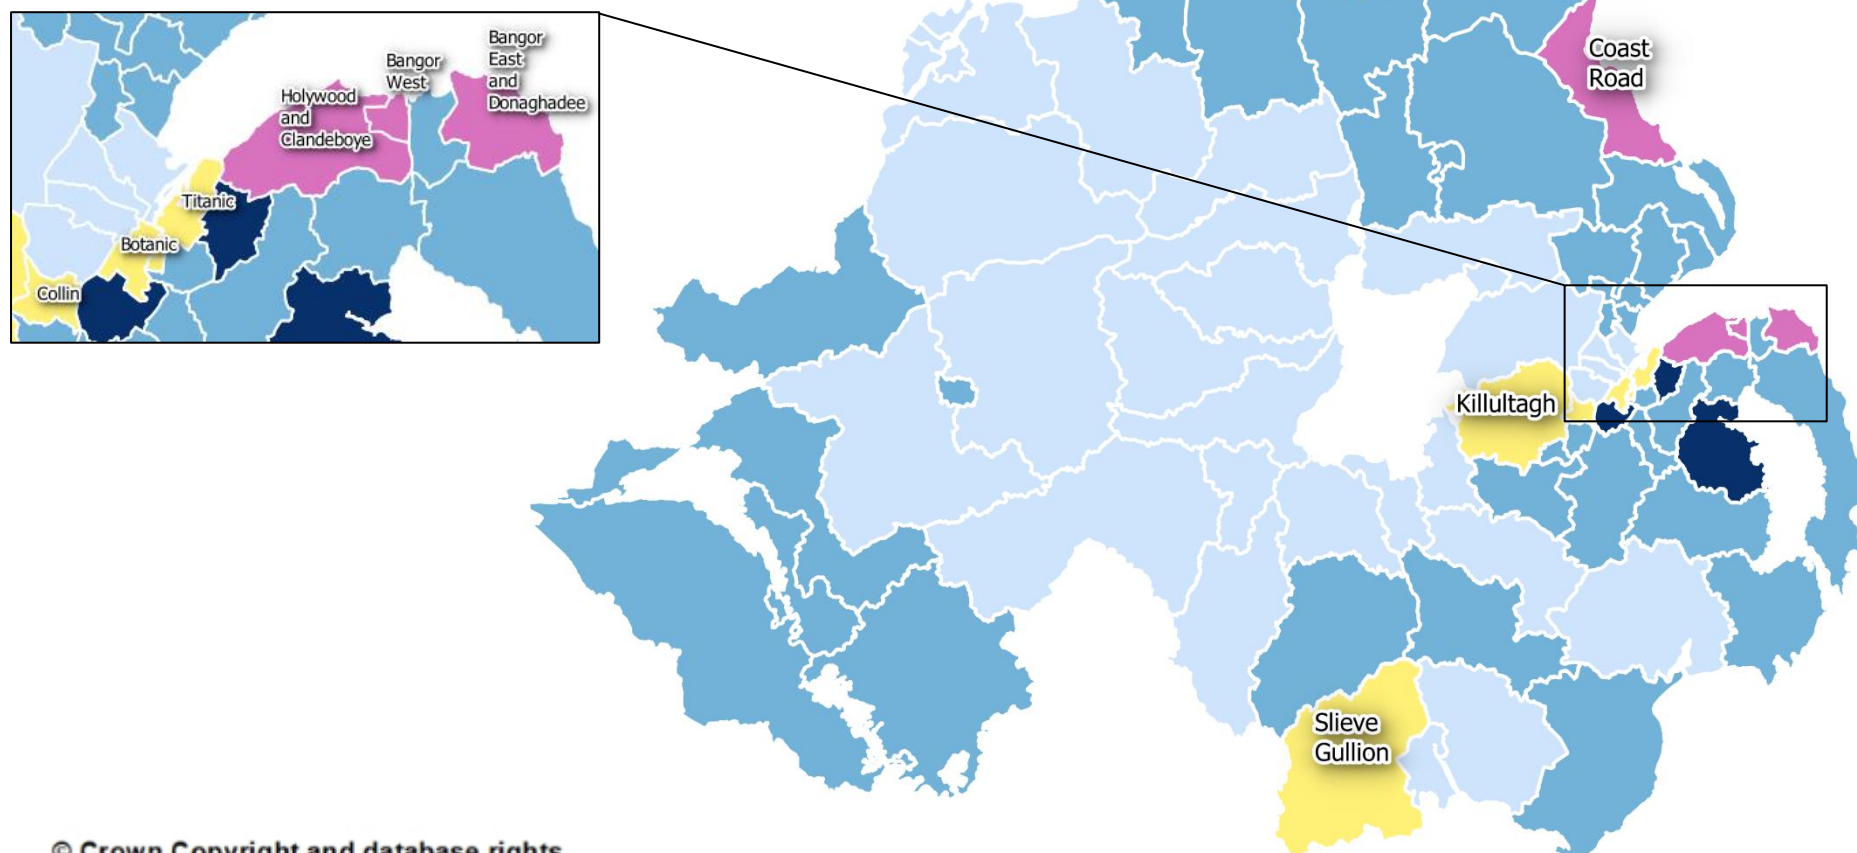 Bangor
East
and
Donaghadee
Bangor
West
Holywood
and
Clandeboye
Titanic
Botanic
Collin
Coast
Road
Killultagh
Slieve
Gullion
© Crown Copyright and database rights